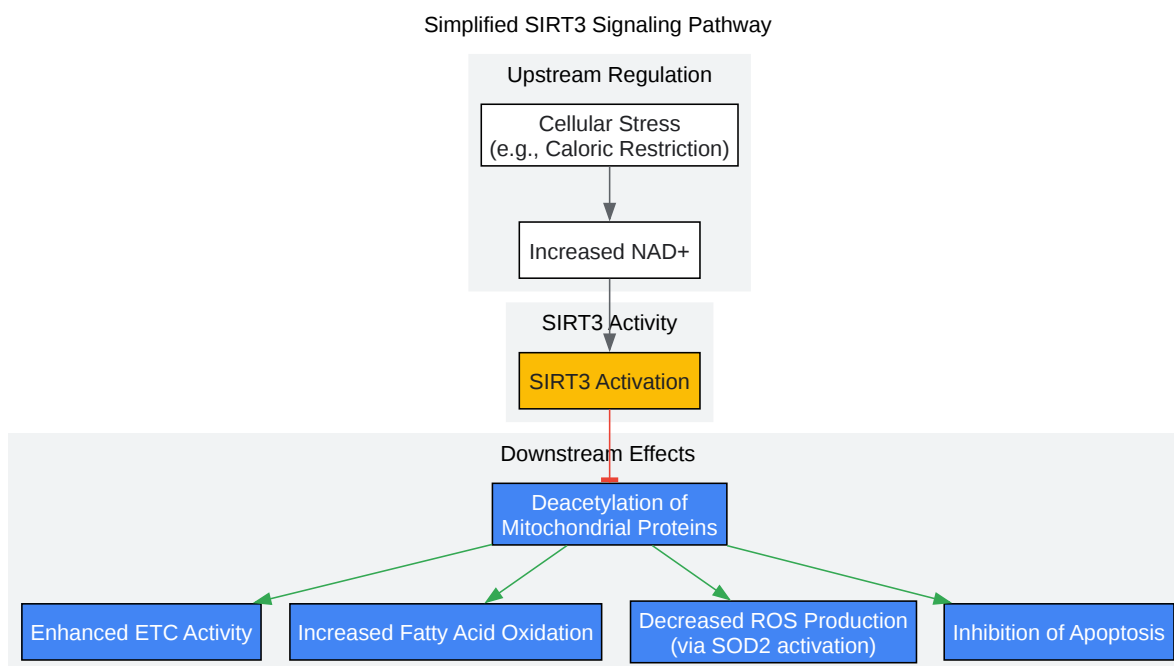 Simplified SIRT3 Signaling Pathway
Upstream Regulation
Cellular Stress
(e.g., Caloric Restriction)
Increased NAD+
SIRT3 Activity
SIRT3 Activation
Downstream Effects
Deacetylation of
Mitochondrial Proteins
Enhanced ETC Activity
Increased Fatty Acid Oxidation
Decreased ROS Production
(via SOD2 activation)
Inhibition of Apoptosis